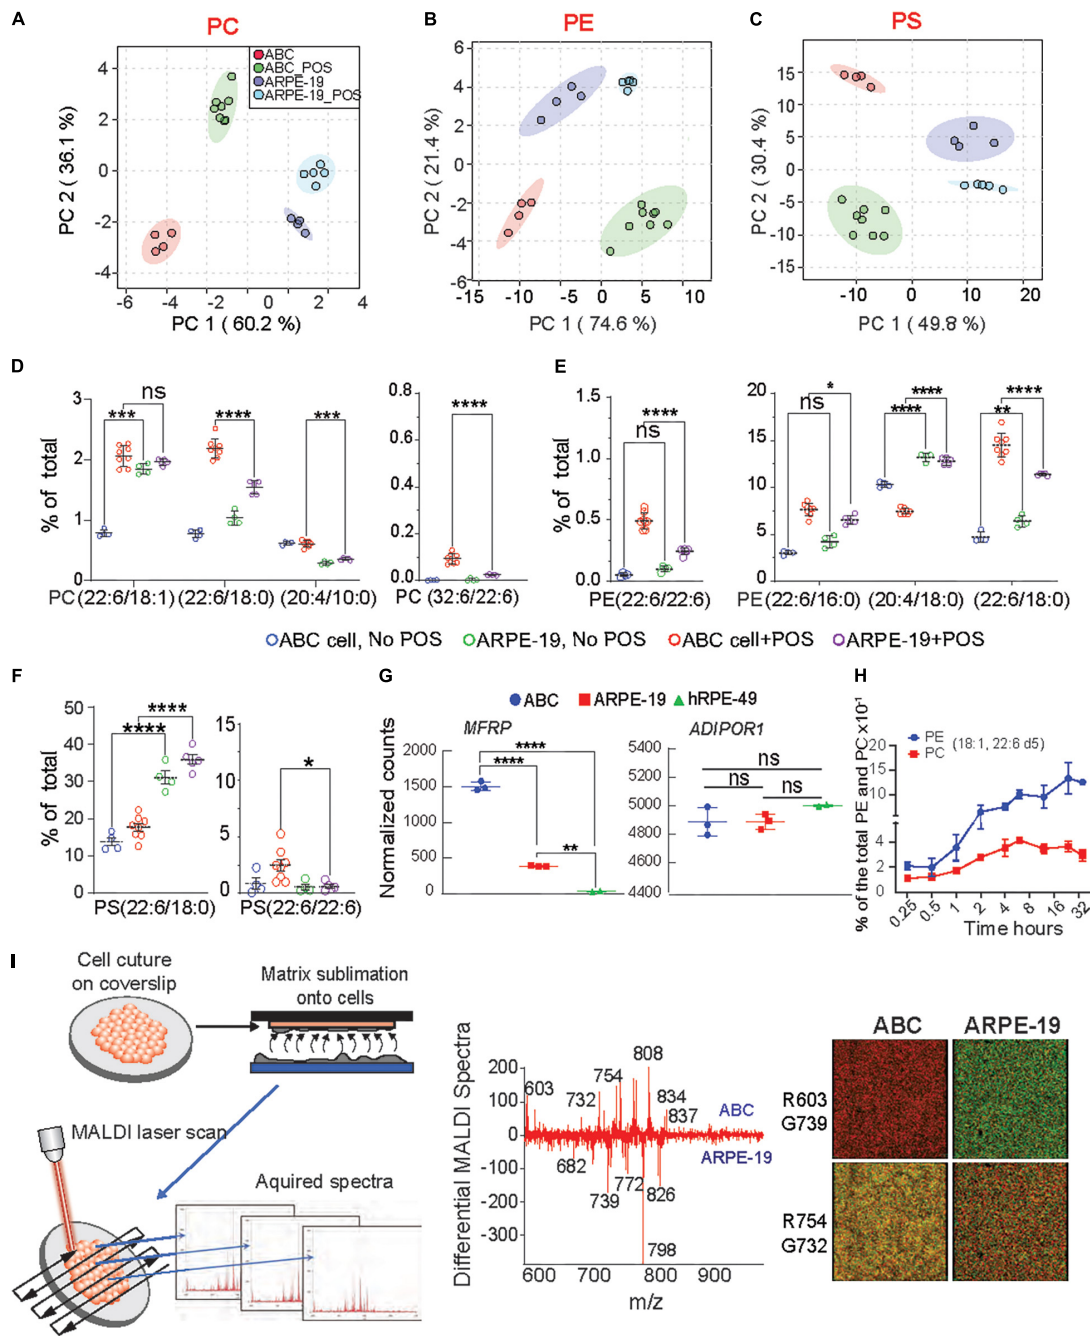 A
PC
ABC
ABC_POS
ARPE-19
ARPE-19_POS
PC 2 ( 36.1 %)
4
2
0
-2
-4
-6
-4
-2
0
2
4
PC 1 ( 60.2 %)
B
PE
PC 2 ( 21.4 %)
6
4
2
0
-2
-4
-6
-15
-10
-5
0
5
10
PC 1 ( 74.6 %)
C
PS
PC 2 ( 30.4 %)
15
10
5
0
-5
-10
-15
-10
0
10
20
PC 1 ( 49.8 %)
D
% of total
3
2
1
0
***
ns
****
***
PC(22:6/18:1)
(22:6/18:0)
(20:4/10:0)
0.8
0.6
0.4
0.2
0.0
****
PC (32:6/22:6)
E
% of total
1.5
1.0
0.5
0.0
****
ns
PE(22:6/22:6)
20
15
10
5
0
ns
*
****
****
****
**
PE(22:6/16:0)
(20:4/18:0)
(22:6/18:0)
ABC cell, No POS
ARPE-19, No POS
ABC cell+POS
ARPE-19+POS
F
% of total
50
40
30
20
10
0
****
****
PS(22:6/18:0)
15
10
5
0
*
PS(22:6/22:6)
G
ABC
ARPE-19
hRPE-49
Normalized counts
MFRP
2000
1500
1000
500
0
****
****
**
ADIPOR1
5400
5200
5000
4800
4600
4400
ns
ns
ns
H
% of the total PE and PC x10-1
PE
PC
(18:1, 22:6 d5)
20
15
10
6
4
2
0
0.25
0.5
1
2
4
8
16
32
Time hours
I
Cell cuture
on coverslip
Matrix sublimation
onto cells
MALDI laser scan
Aquired spectra
Differential MALDI Spectra
200
100
0
-100
-200
-300
603
732
754
808
834
837
ABC
ARPE-19
682
739
772
826
798
600
700
800
900
m/z
ABC
ARPE-19
R603
G739
R754
G732